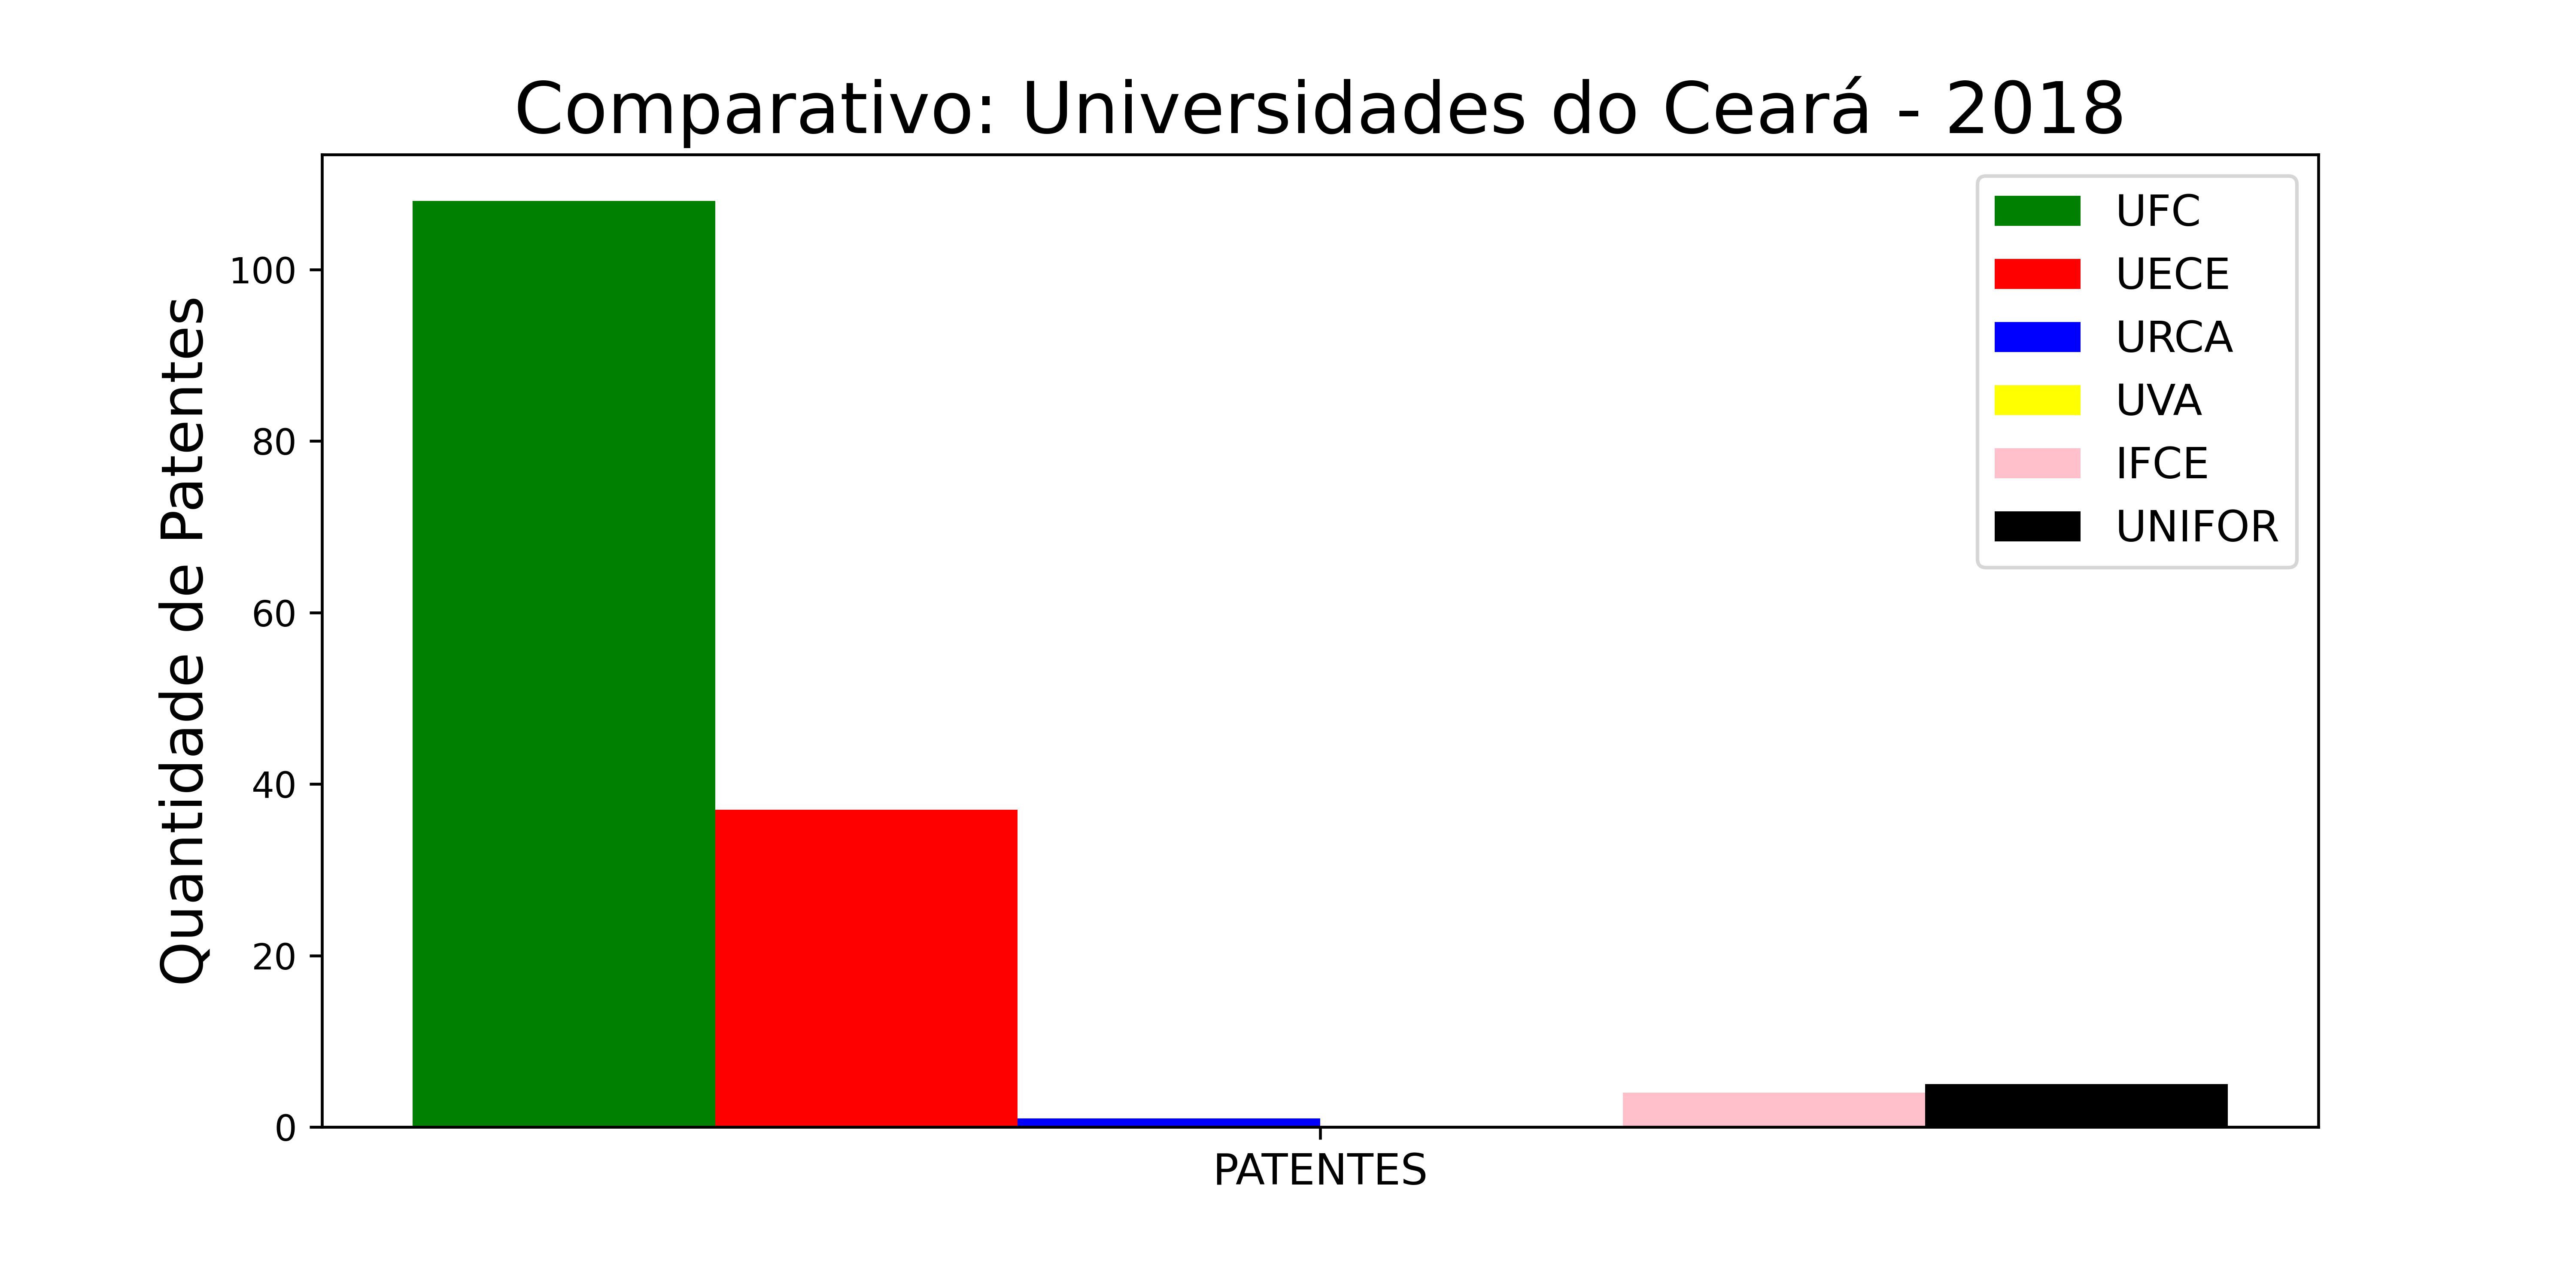 Comparativo: Universidades do Ceará - 2018
Quantidade de Patentes
100
80
60
40
20
0
UFC
UECE
URCA
UVA
IFCE
UNIFOR
PATENTES